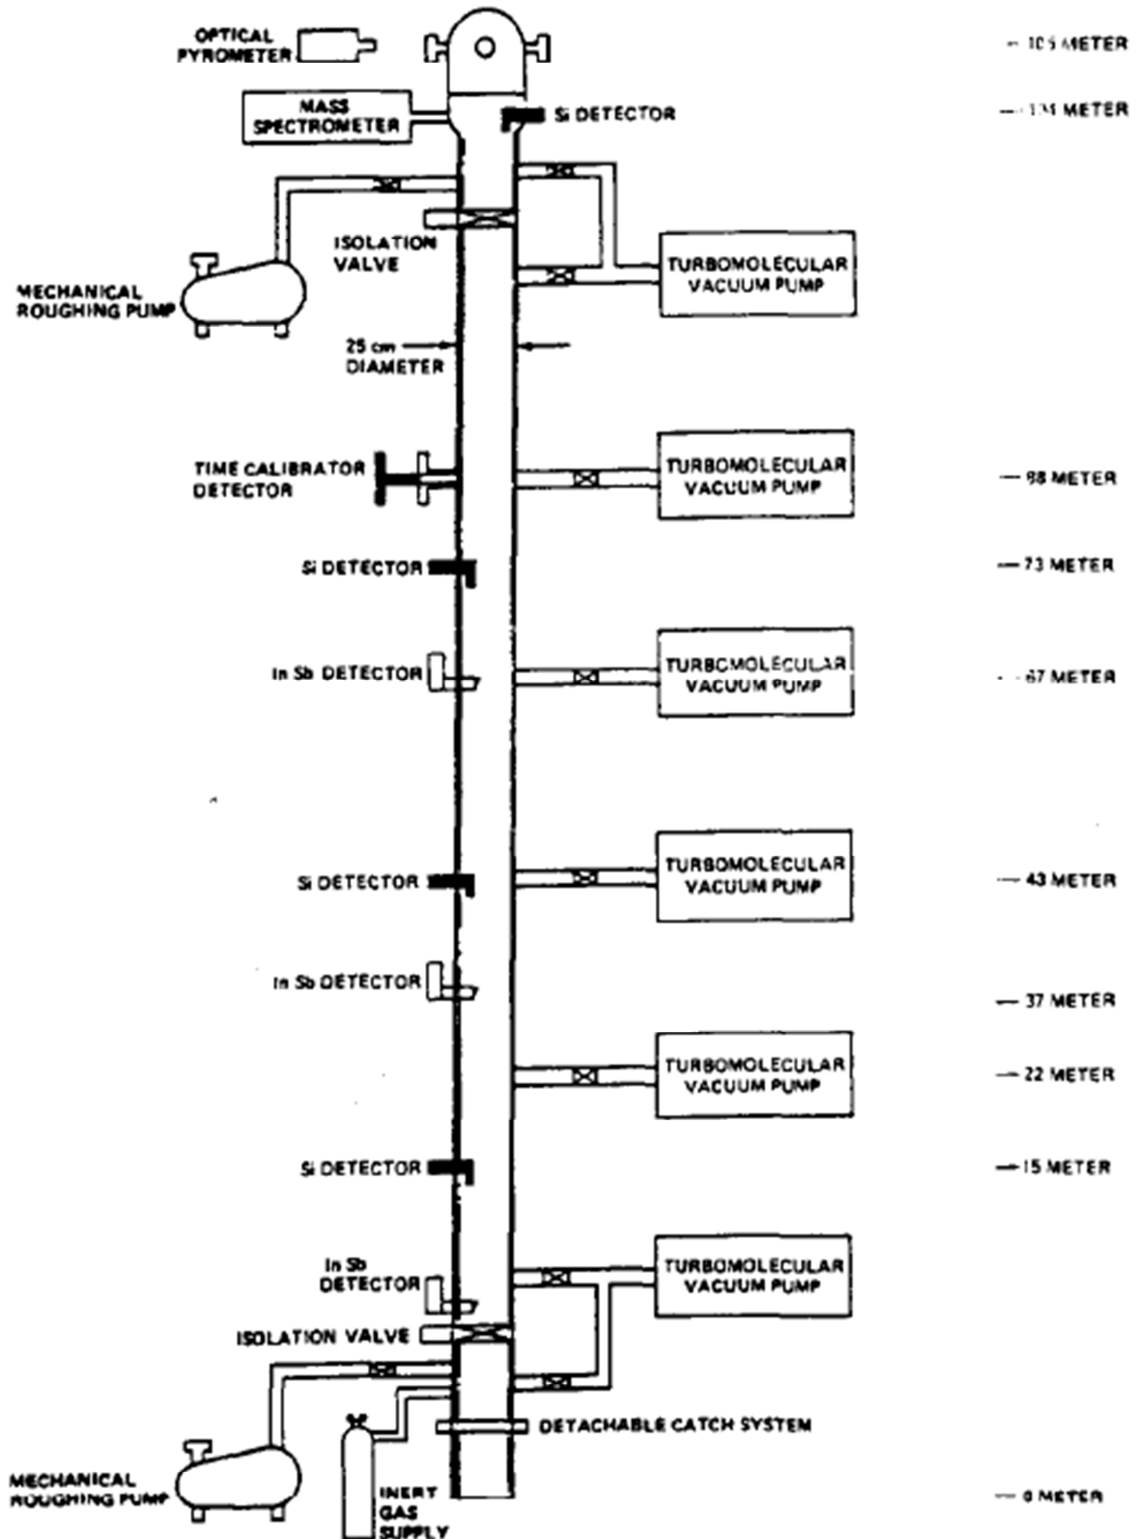 OPTICAL
PYROMETER
105 METER
MASS
SPECTROMETER
Si DETECTOR
METER
ISOLATION
VALVE
TURBOMOLECULAR
VACUUM PUMP
MECHANICAL
ROUGHING PUMP
25 cm
DIAMETER
TIME CALIBRATOR
DETECTOR
TURBOMOLECULAR
VACUUM PUMP
88 METER
Si DETECTOR
73 METER
In Sb DETECTOR
TURBOMOLECULAR
VACUUM PUMP
67 METER
Si DETECTOR
TURBOMOLECULAR
VACUUM PUMP
43 METER
In Sb DETECTOR
37 METER
TURBOMOLECULAR
VACUUM PUMP
22 METER
Si DETECTOR
15 METER
In Sb
DETECTOR
TURBOMOLECULAR
VACUUM PUMP
ISOLATION VALVE
DETACHABLE CATCH SYSTEM
MECHANICAL
ROUGHING PUMP
INERT
GAS
SUPPLY
0 METER